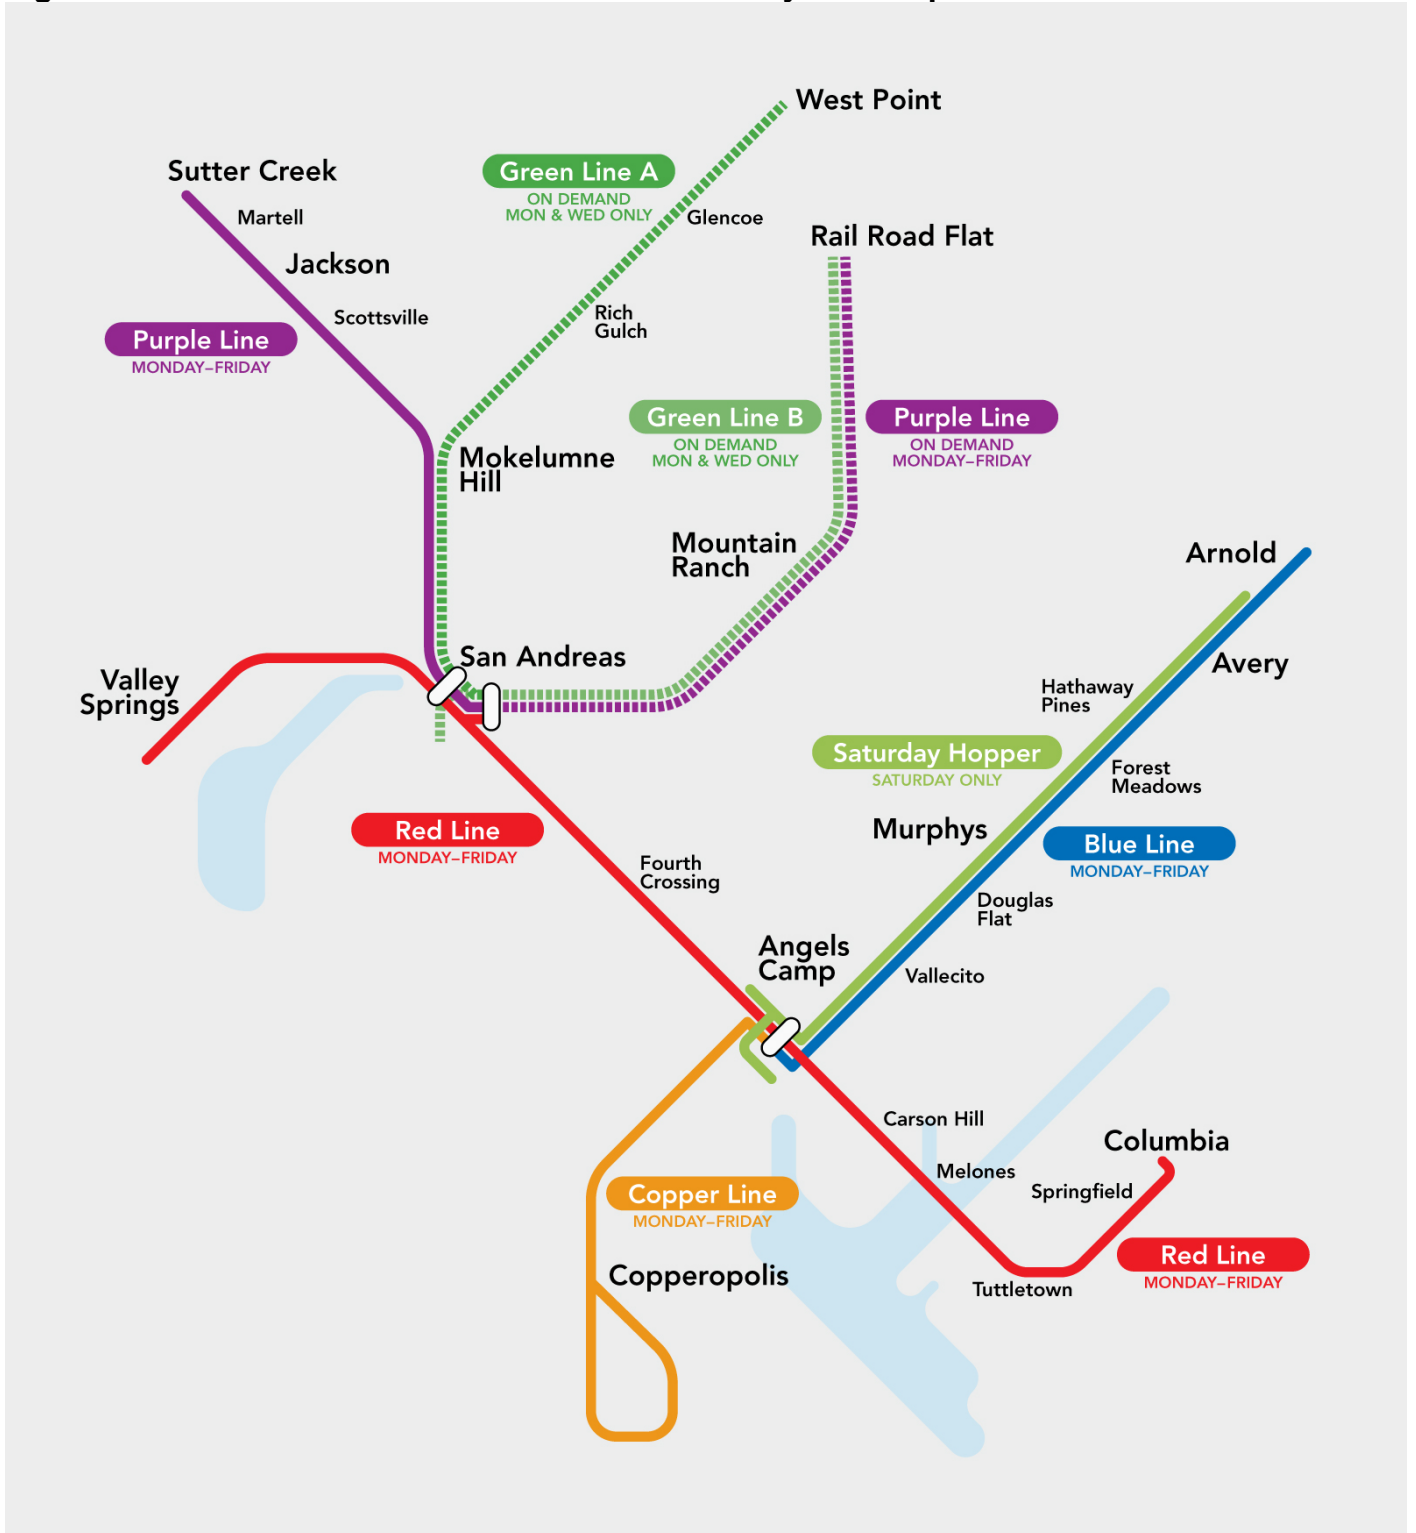 West Point
Sutter Creek
Green Line A
ON DEMAND
MON & WED ONLY
Martell
Glencoe
Rail Road Flat
Jackson
Scottsville
Rich
Gulch
Purple Line
MONDAY–FRIDAY
Green Line B
ON DEMAND
MON & WED ONLY
Purple Line
ON DEMAND
MONDAY–FRIDAY
Mokelumne
Hill
Mountain
Ranch
Arnold
San Andreas
Avery
Valley
Springs
Hathaway
Pines
Saturday Hopper
SATURDAY ONLY
Forest
Meadows
Red Line
MONDAY–FRIDAY
Murphys
Blue Line
MONDAY–FRIDAY
Fourth
Crossing
Douglas
Flat
Angels
Camp
Vallecito
Carson Hill
Columbia
Melones
Springfield
Copper Line
MONDAY–FRIDAY
Red Line
MONDAY–FRIDAY
Copperopolis
Tuttletown